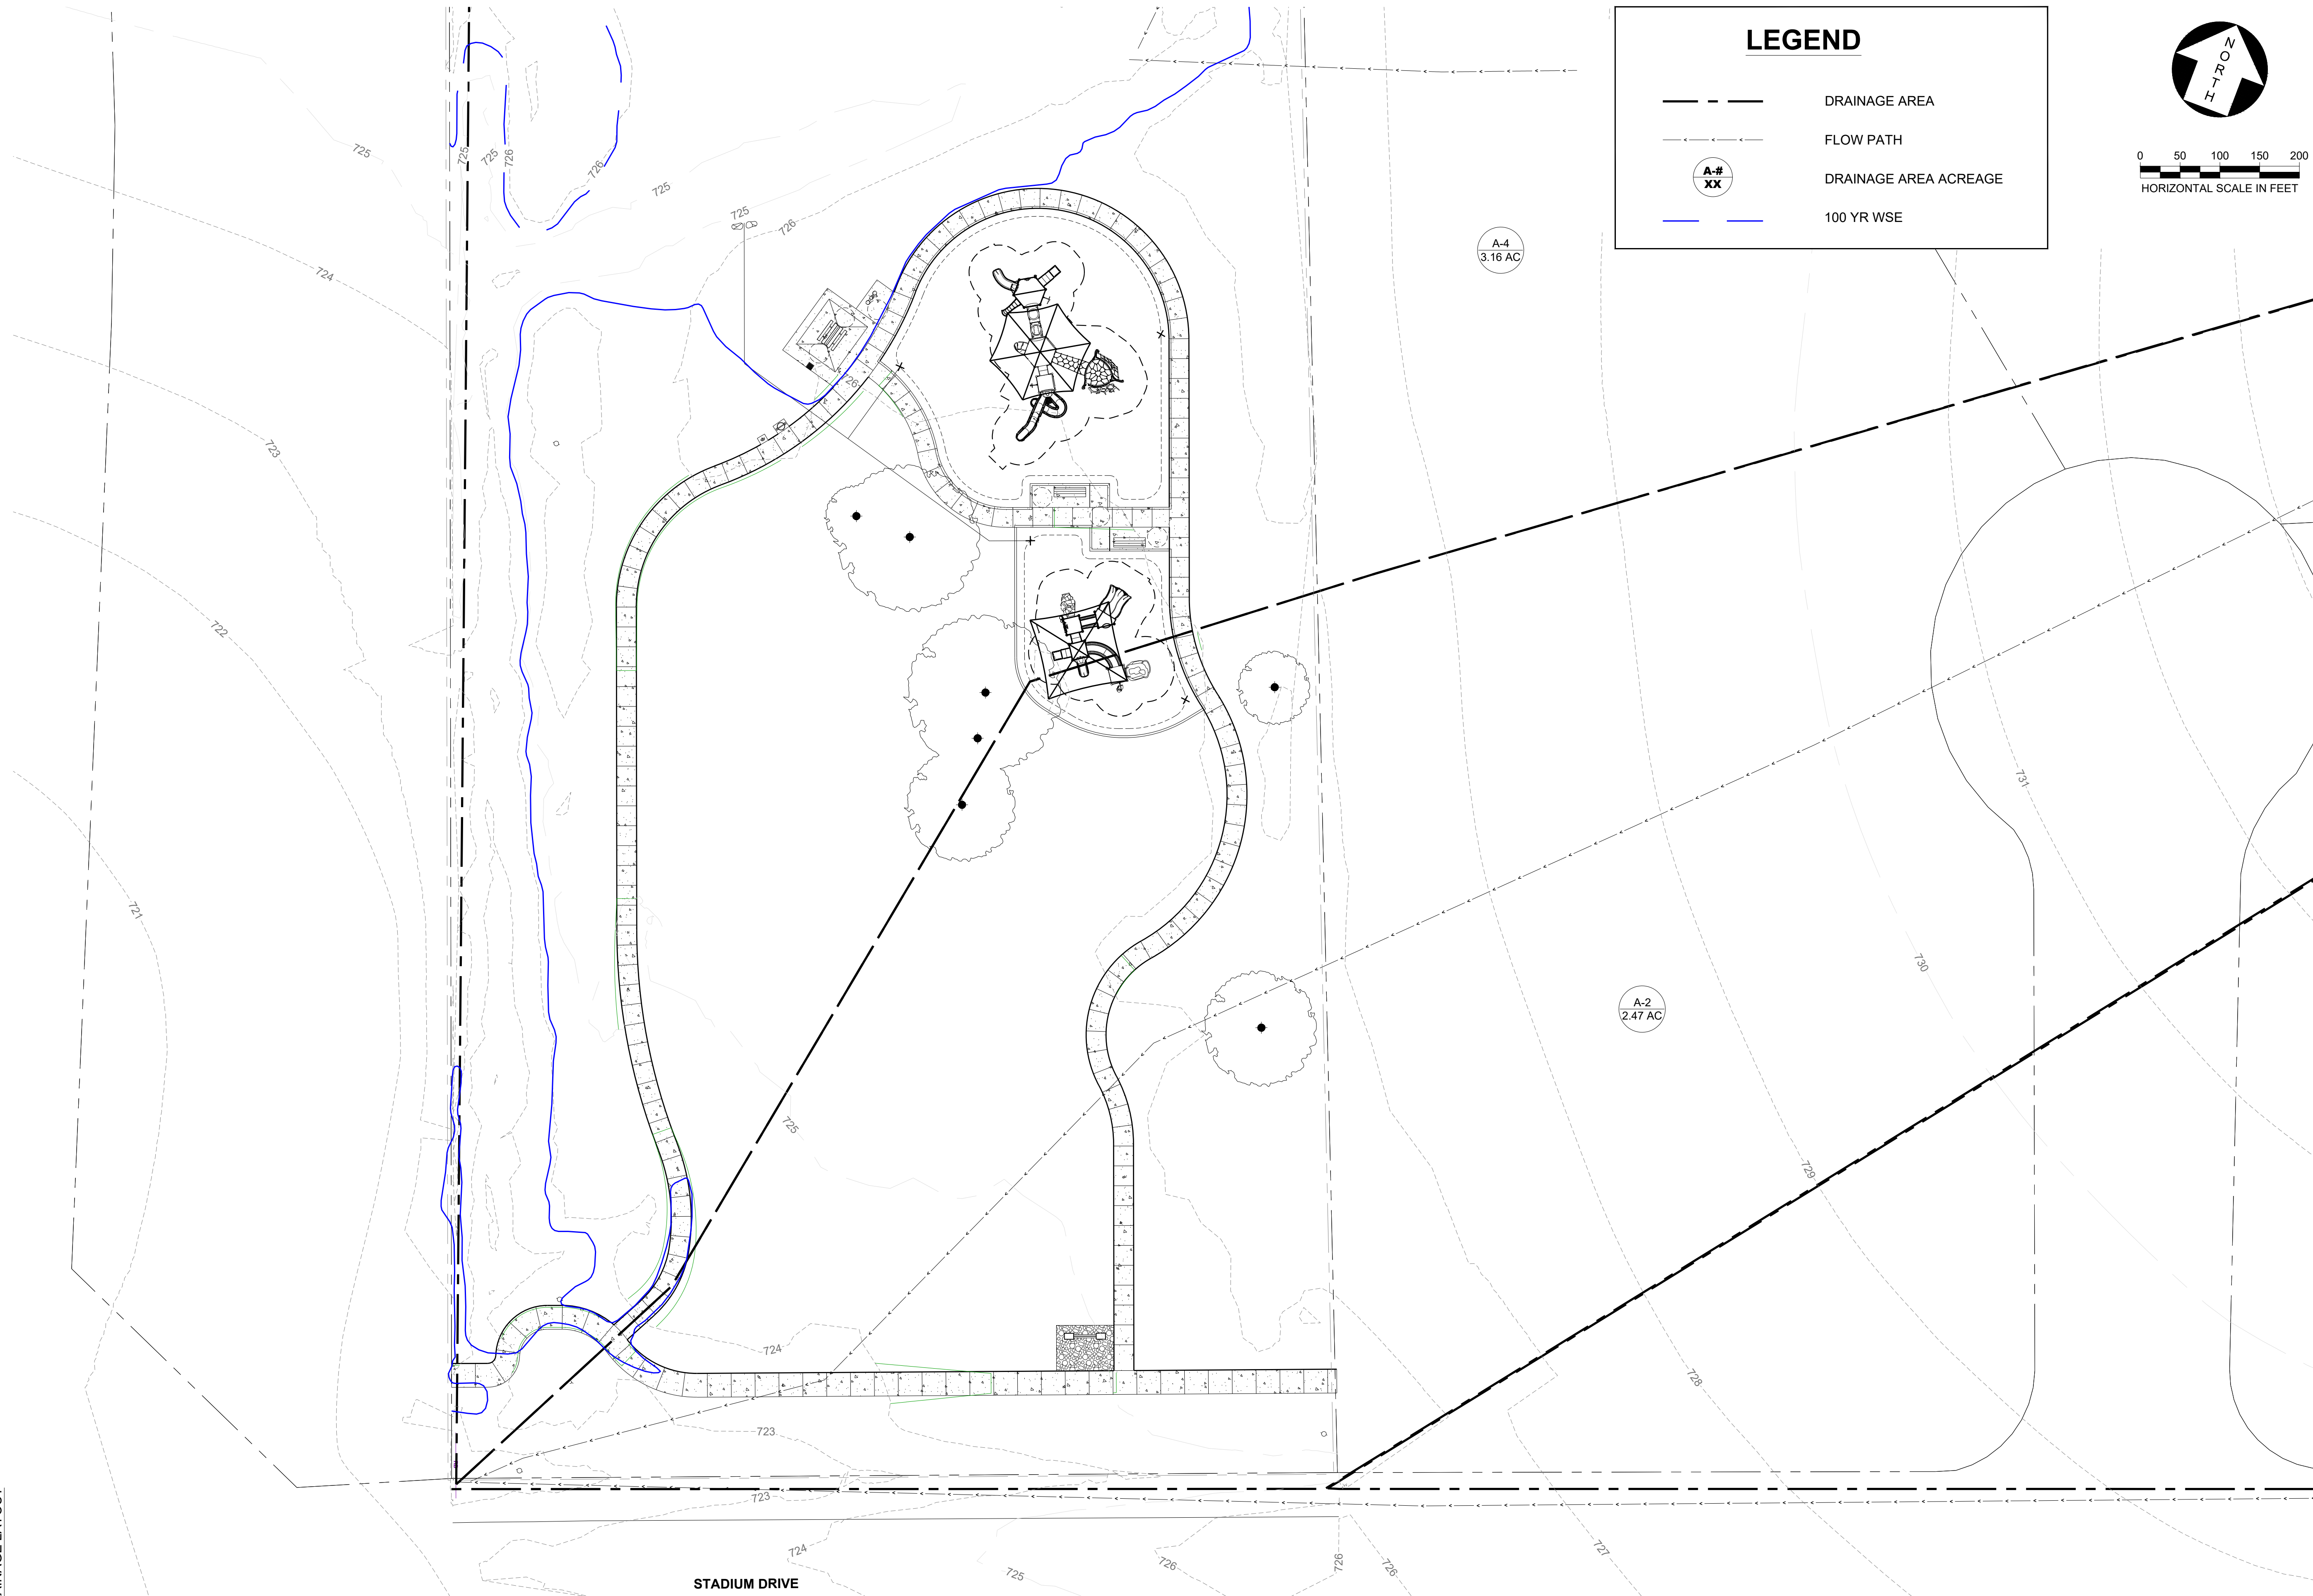 LEGEND
DRAINAGE AREA
FLOW PATH
A-#
XX
DRAINAGE AREA ACREAGE
100 YR WSE
NORTH
0 50 100 150 200
HORIZONTAL SCALE IN FEET
725
725
725
726
726
725
725
726
724
A-4
3.16 AC
726
723
722
731
721
730
A-2
2.47 AC
725
729
724
728
723
723
724
725
726
726
726
727
STADIUM DRIVE